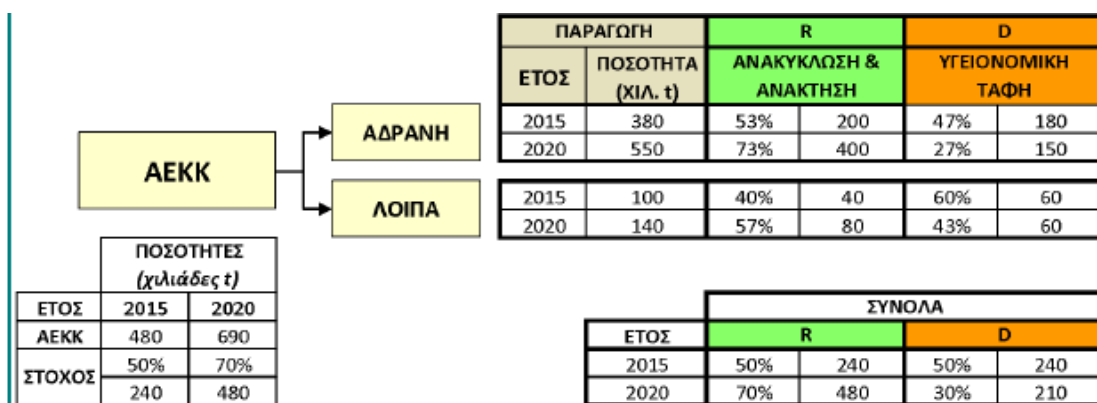 ΠΑΡΑΓΩΓΗ R D
ΕΤΟΣ ΠΟΣΟΤΗΤΑ (ΧΙΛ. t) ΑΝΑΚΥΚΛΩΣΗ & ΑΝΑΚΤΗΣΗ ΥΓΕΙΟΝΟΜΙΚΗ ΤΑΦΗ
ΑΕΚΚ
ΑΔΡΑΝΗ
2015 380 53% 200 47% 180
2020 550 73% 400 27% 150
ΛΟΙΠΑ
2015 100 40% 40 60% 60
2020 140 57% 80 43% 60
ΠΟΣΟΤΗΤΕΣ
(χιλιάδες t)
ΕΤΟΣ 2015 2020
ΑΕΚΚ 480 690
ΣΤΟΧΟΣ 50% 70%
240 480
ΣΥΝΟΛΑ
ΕΤΟΣ R D
2015 50% 240 50% 240
2020 70% 480 30% 210